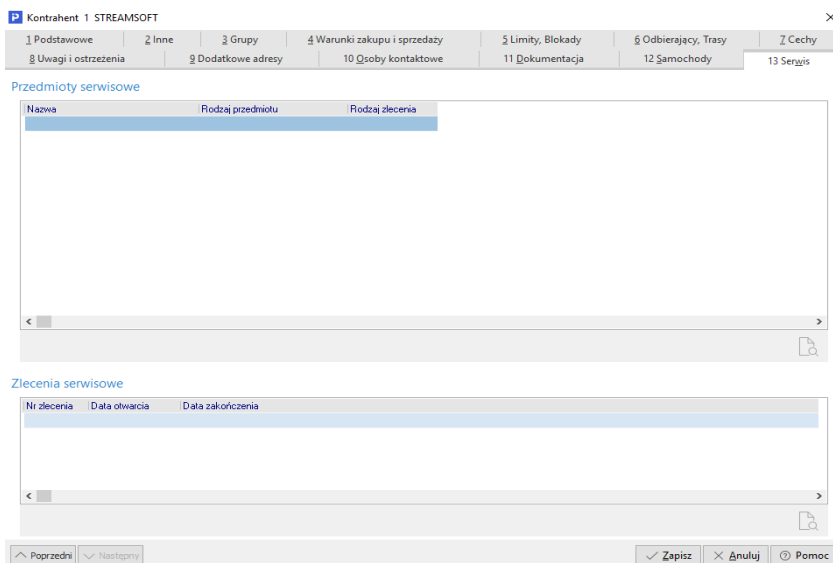 Kontrahent 1 STREAMSOFT
1 Podstawowe 2 Inne 3 Grupy 4 Warunki zakupu i sprzedaży 5 Limity, Blokady 6 Odbierający, Trasy 7 Cechy
8 Uwagi i ostrzeżenia 9 Dodatkowe adresy 10 Osoby kontaktowe 11 Dokumentacja 12 Samochody 13 Serwis
Przedmioty serwisowe
Nazwa Rodzaj przedmiotu Rodzaj zlecenia
Zlecenia serwisowe
Nr zlecenia Data otwarcia Data zakończenia
Poprzedni Następny Zapisz Anuluj Pomoc